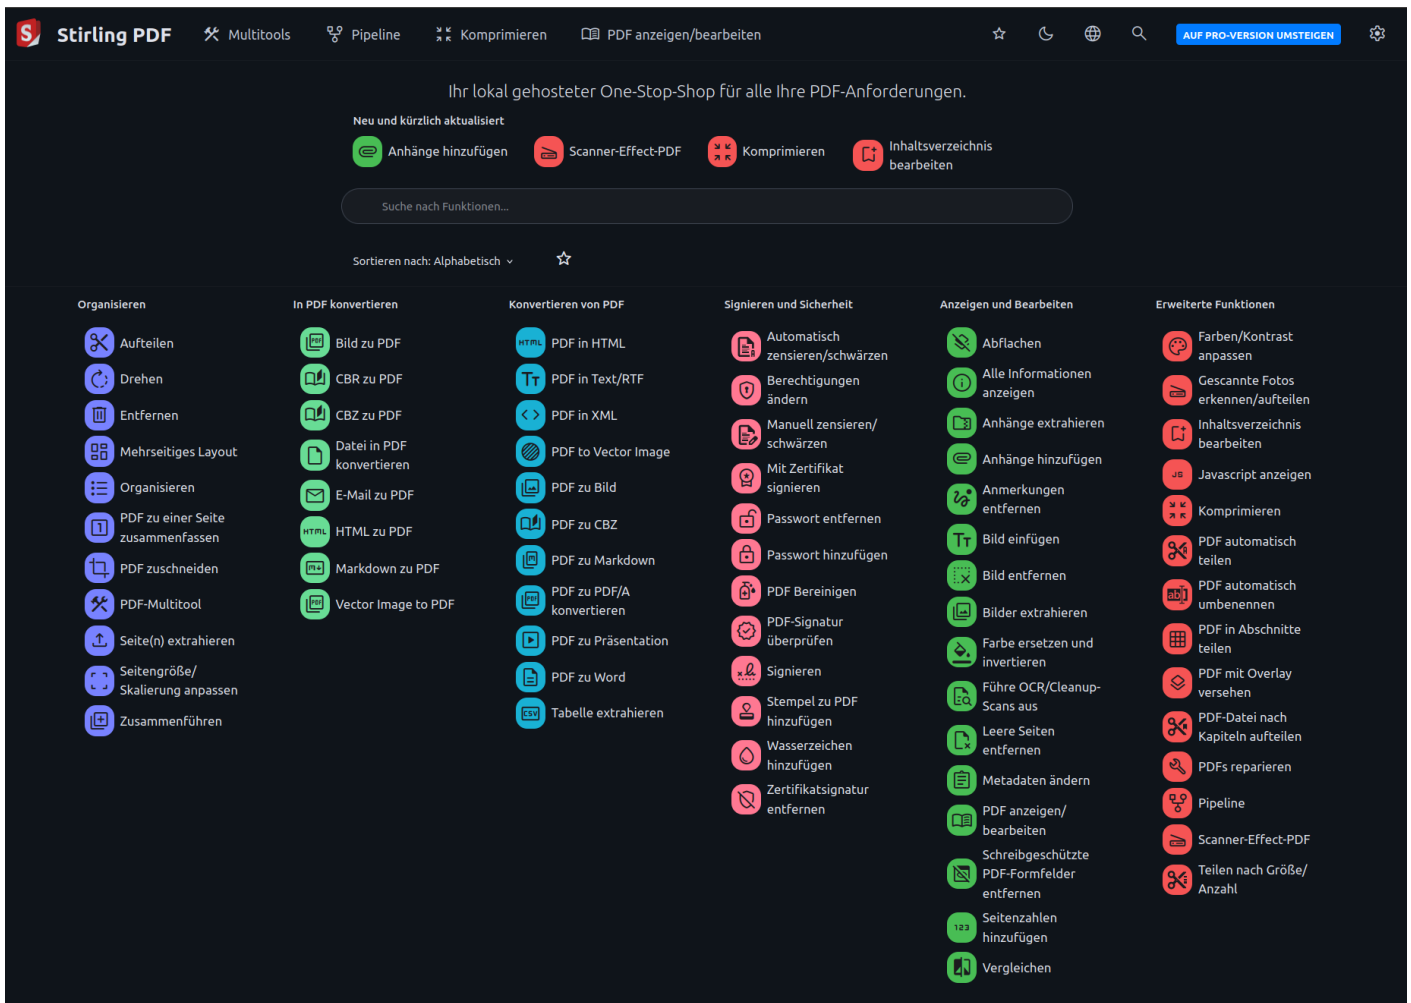 Stirling PDF
Multitools
Pipeline
Komprimieren
PDF anzeigen/bearbeiten
AUF PRO-VERSION UMSTEIGEN
Ihr lokal gehosteter One-Stop-Shop für alle Ihre PDF-Anforderungen.
Neu und kürzlich aktualisiert
Anhänge hinzufügen
Scanner-Effect-PDF
Komprimieren
Inhaltsverzeichnis
bearbeiten
Suche nach Funktionen...
Sortieren nach: Alphabetisch
Organisieren
Aufteilen
Drehen
Entfernen
Mehrseitiges Layout
Organisieren
PDF zu einer Seite
zusammenfassen
PDF zuschneiden
PDF-Multitool
Seite(n) extrahieren
Seitengröße/
Skalierung anpassen
Zusammenführen
In PDF konvertieren
Bild zu PDF
CBR zu PDF
CBZ zu PDF
Datei in PDF
konvertieren
E-Mail zu PDF
HTML zu PDF
Markdown zu PDF
Vector Image to PDF
Konvertieren von PDF
PDF in HTML
PDF in Text/RTF
PDF in XML
PDF to Vector Image
PDF zu Bild
PDF zu CBZ
PDF zu Markdown
PDF zu PDF/A
konvertieren
PDF zu Präsentation
PDF zu Word
Tabelle extrahieren
Signieren und Sicherheit
Automatisch
zensieren/schwärzen
Berechtigungen
ändern
Manuell zensieren/
schwärzen
Mit Zertifikat
signieren
Passwort entfernen
Passwort hinzufügen
PDF Bereinigen
PDF-Signatur
überprüfen
Signieren
Stempel zu PDF
hinzufügen
Wasserzeichen
hinzufügen
Zertifikatsignatur
entfernen
Anzeigen und Bearbeiten
Abflachen
Alle Informationen
anzeigen
Anhänge extrahieren
Anhänge hinzufügen
Anmerkungen
entfernen
Bild einfügen
Bild entfernen
Bilder extrahieren
Farbe ersetzen und
invertieren
Führe OCR/Cleanup-
Scans aus
Leere Seiten
entfernen
Metadaten ändern
PDF anzeigen/
bearbeiten
Schreibgeschützte
PDF-Formfelder
entfernen
Seitenzahlen
hinzufügen
Vergleichen
Erweiterte Funktionen
Farben/Kontrast
anpassen
Gescannte Fotos
erkennen/aufteilen
Inhaltsverzeichnis
bearbeiten
Javascript anzeigen
Komprimieren
PDF automatisch
teilen
PDF automatisch
umbenennen
PDF in Abschnitte
teilen
PDF mit Overlay
versehen
PDF-Datei nach
Kapiteln aufteilen
PDFs reparieren
Pipeline
Scanner-Effect-PDF
Teilen nach Größe/
Anzahl